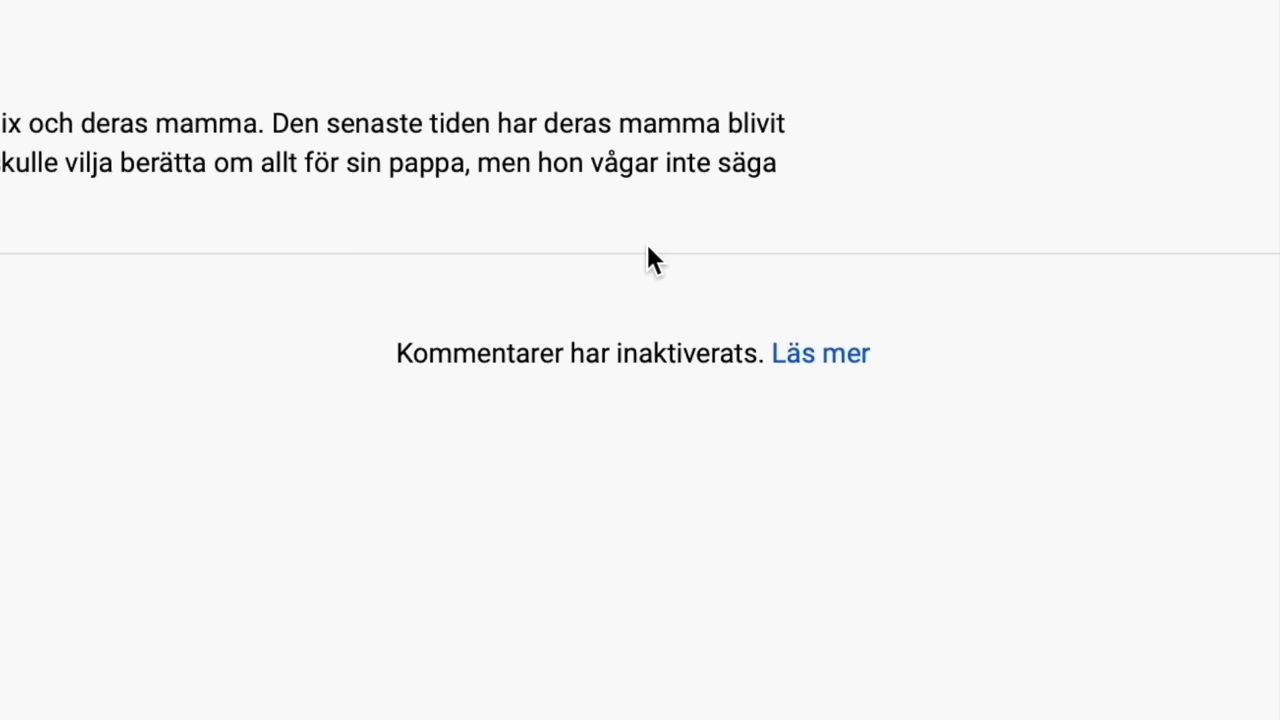 ix och deras mamma. Den senaste tiden har deras mamma blivit
kulle vilja berätta om allt för sin pappa, men hon vågar inte säga
Kommentarer har inaktiverats. Läs mer